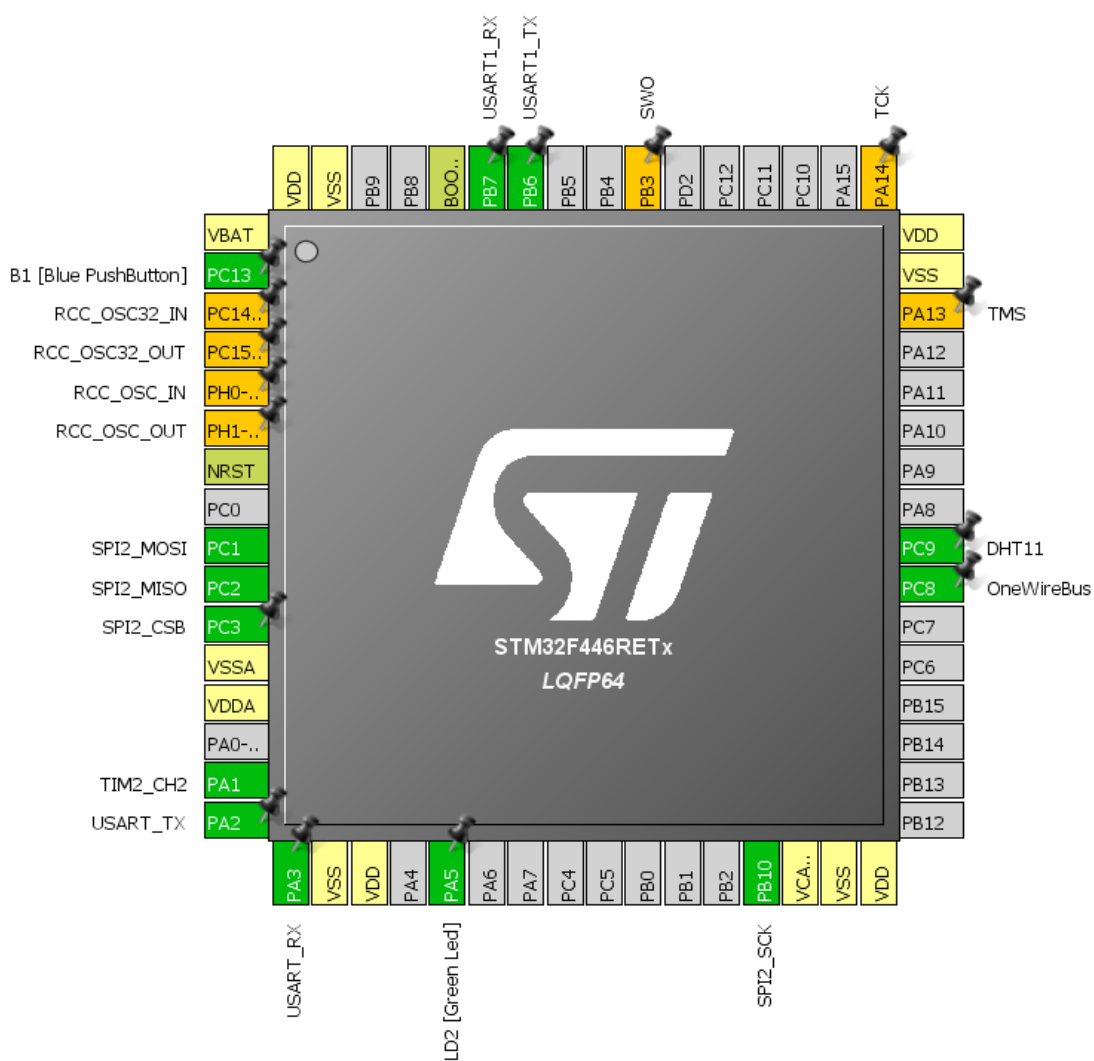 USART1_RX
USART1_TX
SWO
TCK
VDD
VSS
PB9
PB8
BOO..
PB7
PB6
PB5
PB4
PB3
PD2
PC12
PC11
PC10
PA15
PA14
VBAT
B1 [Blue PushButton] PC13
RCC_OSC32_IN PC14..
RCC_OSC32_OUT PC15..
RCC_OSC_IN PH0-..
RCC_OSC_OUT PH1-..
NRST
PC0
SPI2_MOSI PC1
SPI2_MISO PC2
SPI2_CSB PC3
VSSA
VDDA
PA0-..
TIM2_CH2 PA1
USART_TX PA2
STM32F446RETx
LQFP64
VDD
VSS
PA13 TMS
PA12
PA11
PA10
PA9
PA8
PC9 DHT11
PC8 OneWireBus
PC7
PC6
PB15
PB14
PB13
PB12
PA3
VSS
VDD
PA4
PA5
PA6
PA7
PC4
PC5
PB0
PB1
PB2
PB10
VCA..
VSS
VDD
USART_RX
LD2 [Green Led]
SPI2_SCK